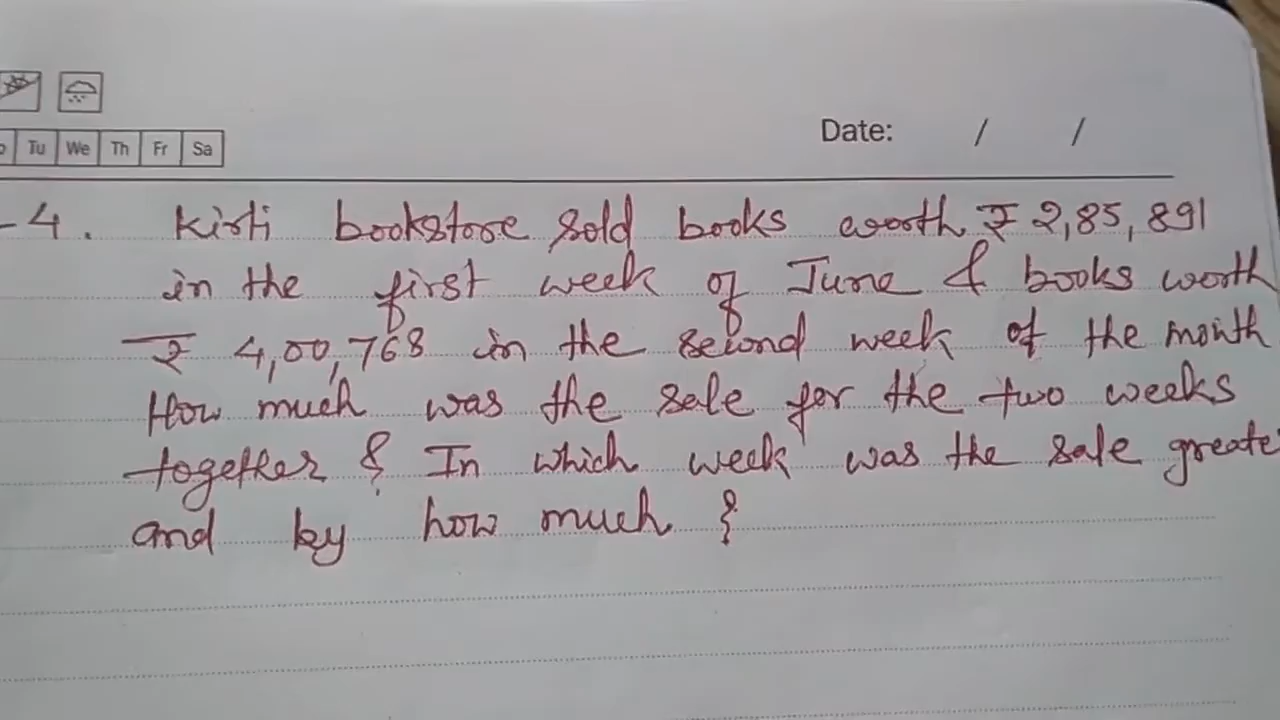 Tu We Th Fr Sa
Date: / /
-4. Kirti bookstore sold books worth ₹ 2,85,891
in the first week of June & books worth
₹ 4,00,768 in the second week of the month
How much was the sale for the two weeks
together ? In which week was the sale greate
and by how much ?